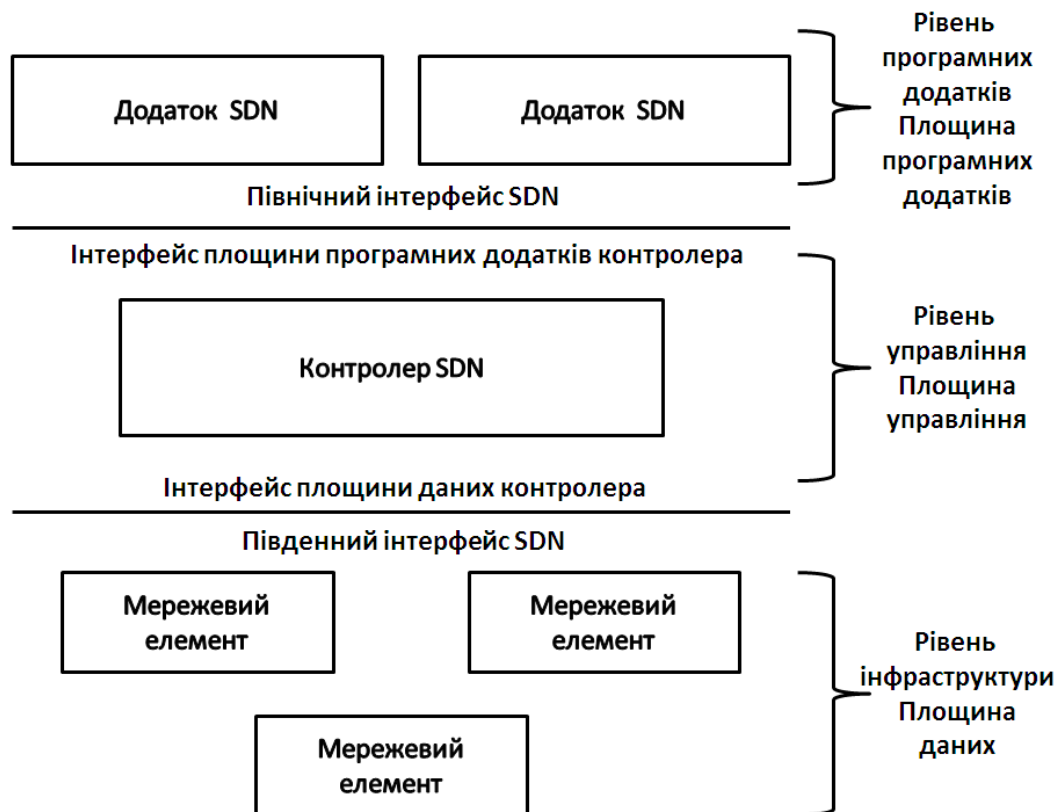 Додаток SDN
Додаток SDN
Рівень
програмних
додатків
Площина
програмних
додатків
Північний інтерфейс SDN
Інтерфейс площини програмних додатків контролера
Контролер SDN
Рівень
управління
Площина
управління
Інтерфейс площини даних контролера
Південний інтерфейс SDN
Мережевий
елемент
Мережевий
елемент
Мережевий
елемент
Рівень
інфраструктури
Площина
даних